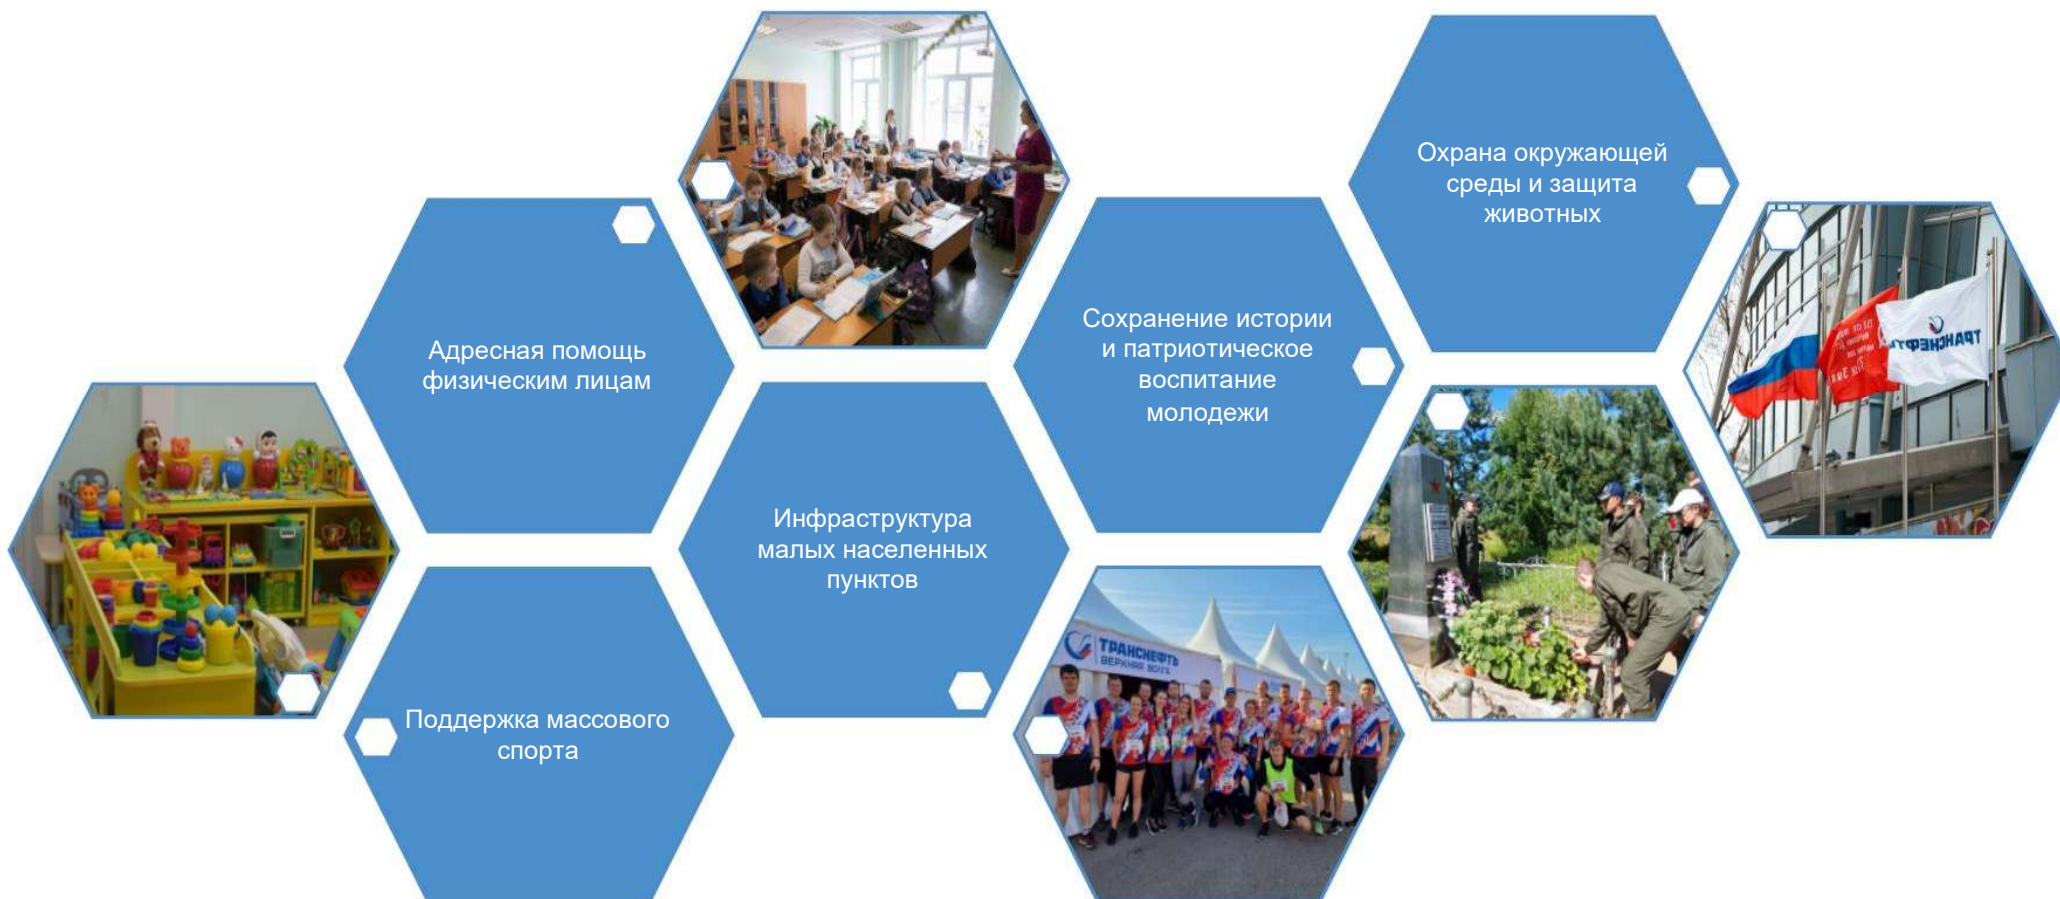 Охрана окружающей
среды и защита
животных
Адресная помощь
физическим лицам
Сохранение истории
и патриотическое
воспитание
молодежи
ТРАНСНЕФТЬ
Инфраструктура
малых населенных
пунктов
ТРАНСНЕФТЬ
ВЕРХНЯЯ ВОЛГА
Поддержка массового
спорта